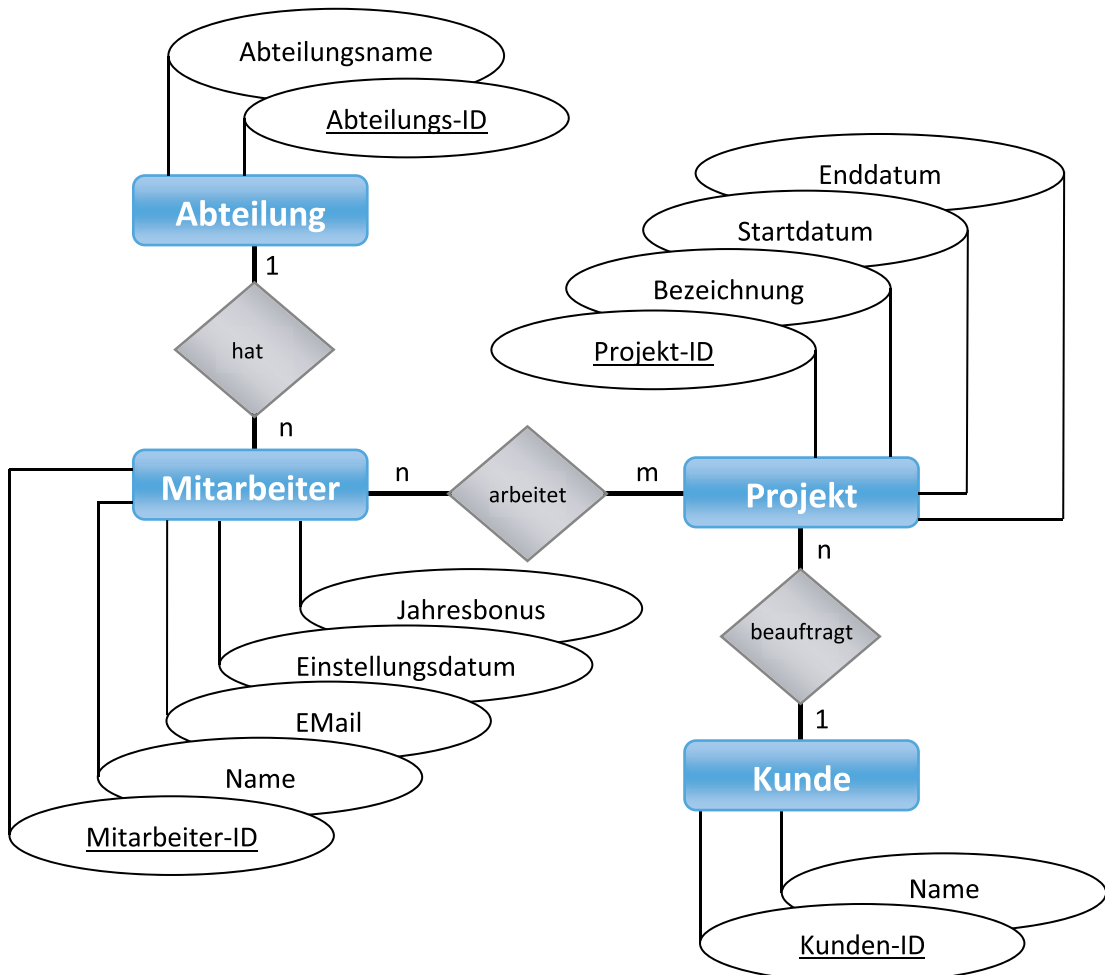 Abteilungsname
Abteilungs-ID
Abteilung
1
hat
n
Enddatum
Startdatum
Bezeichnung
Projekt-ID
Mitarbeiter
n
arbeitet
m
Projekt
n
beauftragt
1
Jahresbonus
Einstellungsdatum
EMail
Name
Mitarbeiter-ID
Kunde
Name
Kunden-ID